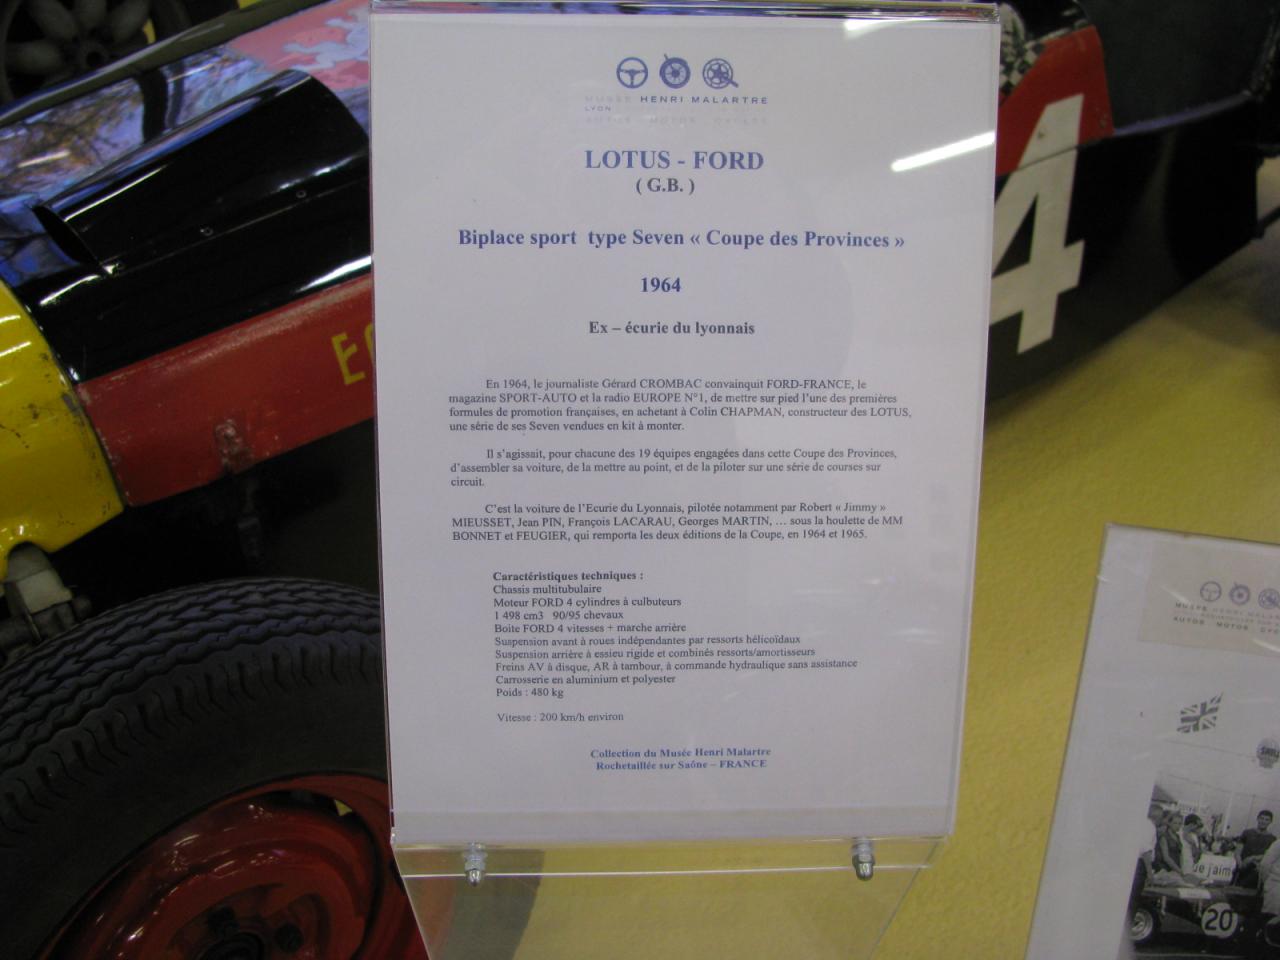 MUSÉE HENRI MALARTRE
LYON
AUTOS MOTOS CYCLES
LOTUS - FORD
( G.B. )
Biplace sport type Seven « Coupe des Provinces »
1964
Ex – écurie du lyonnais
En 1964, le journaliste Gérard CROMBAC convainquit FORD-FRANCE, le
magazine SPORT-AUTO et la radio EUROPE N°1, de mettre sur pied l'une des premières
formules de promotion françaises, en achetant à Colin CHAPMAN, constructeur des LOTUS,
une série de ses Seven vendues en kit à monter.
Il s'agissait, pour chacune des 19 équipes engagées dans cette Coupe des Provinces,
d'assembler sa voiture, de la mettre au point, et de la piloter sur une série de courses sur
circuit.
C'est la voiture de l'Ecurie du Lyonnais, pilotée notamment par Robert « Jimmy »
MIEUSSET, Jean PIN, François LACARAU, Georges MARTIN, … sous la houlette de MM
BONNET et FEUGIER, qui remporta les deux éditions de la Coupe, en 1964 et 1965.
Caractéristiques techniques :
Chassis multitubulaire
Moteur FORD 4 cylindres à culbuteurs
1 498 cm3 90/95 chevaux
Boite FORD 4 vitesses + marche arrière
Suspension avant à roues indépendantes par ressorts hélicoïdaux
Suspension arrière à essieu rigide et combinés ressorts/amortisseurs
Freins AV à disque, AR à tambour, à commande hydraulique sans assistance
Carrosserie en aluminium et polyester
Poids : 480 kg
Vitesse : 200 km/h environ
Collection du Musée Henri Malartre
Rochetaillée sur Saône – FRANCE
4
MUSÉE HENRI
AUTOS MOTOS
je t'aime
20